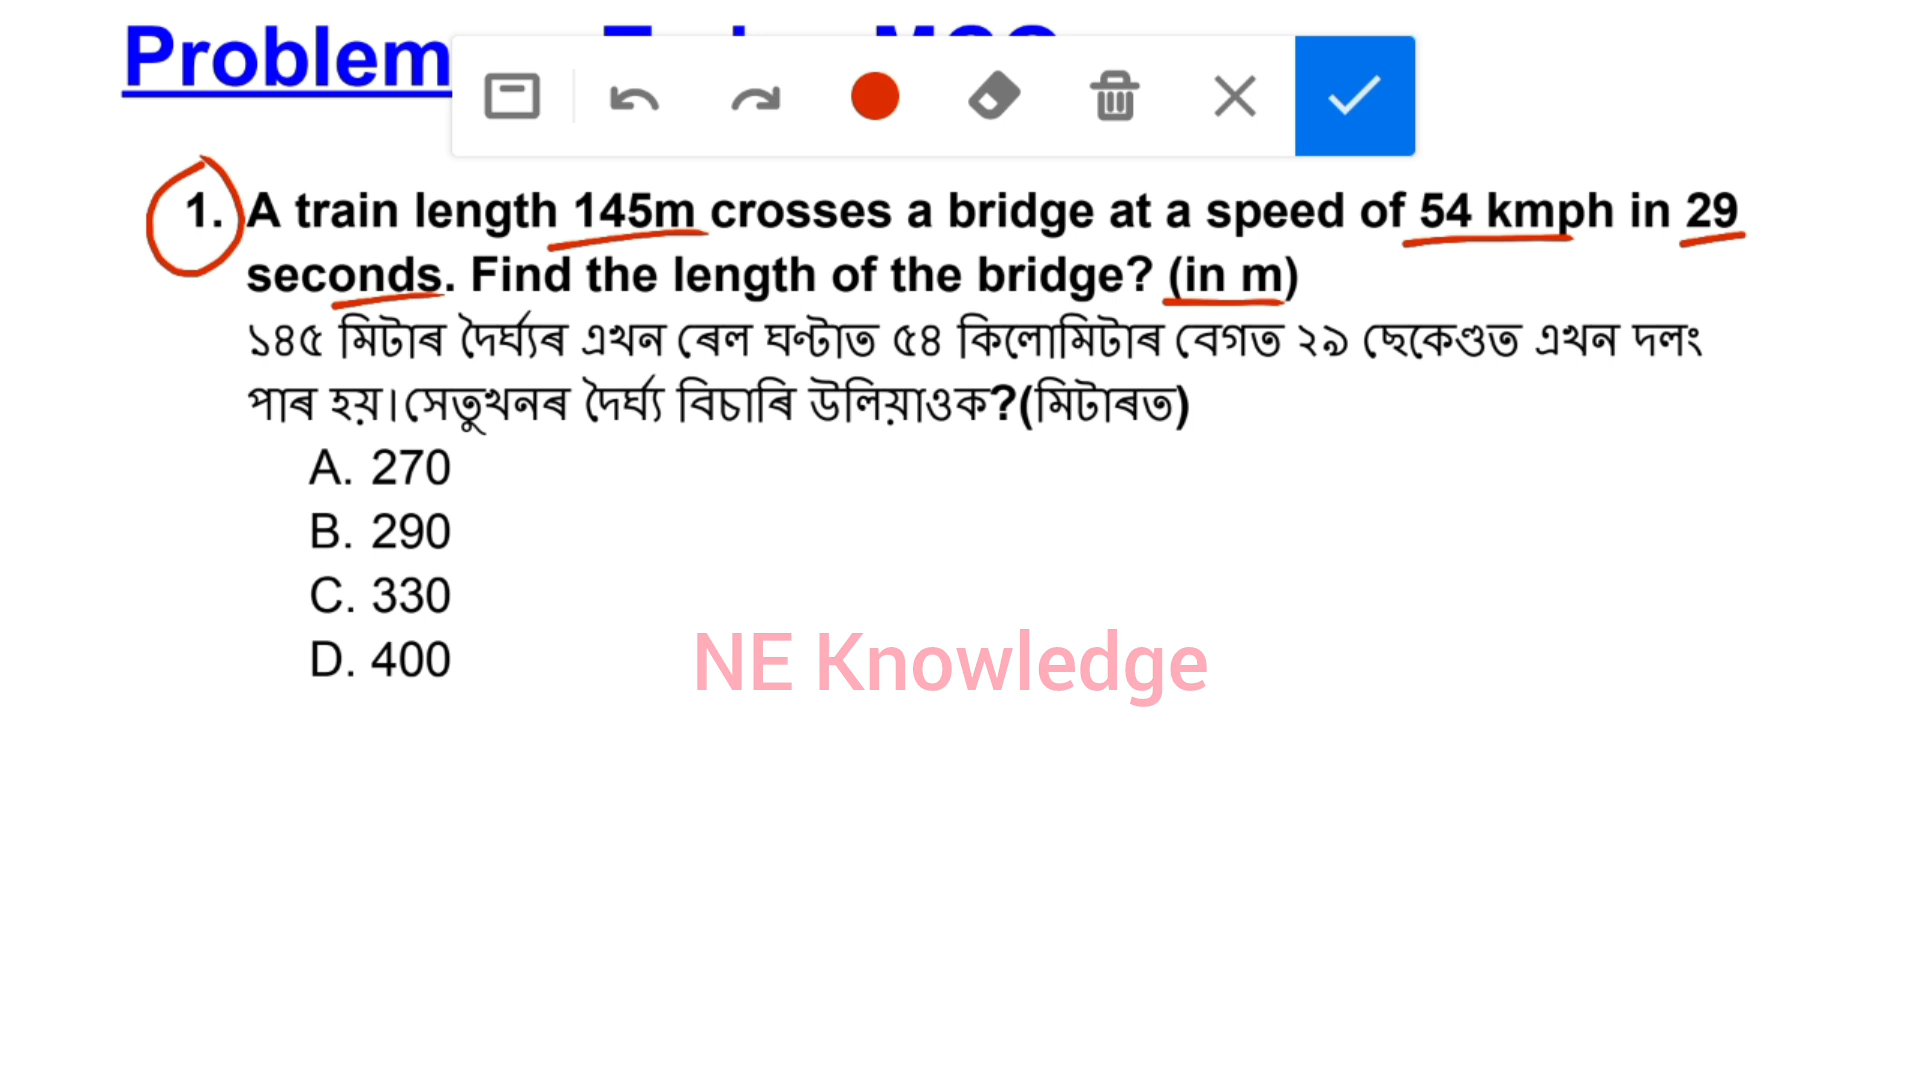 Problem
1. A train length 145m crosses a bridge at a speed of 54 kmph in 29
seconds. Find the length of the bridge? (in m)
১৪৫ মিটাৰ দৈৰ্ঘ্যৰ এখন ৰেল ঘণ্টাত ৫৪ কিলোমিটাৰ বেগত ২৯ ছেকেণ্ডত এখন দলং
পাৰ হয়।সেতুখনৰ দৈৰ্ঘ্য বিচাৰি উলিয়াওক?(মিটাৰত)
A. 270
B. 290
C. 330
D. 400
NE Knowledge